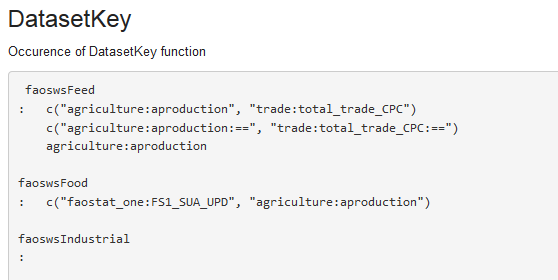 DatasetKey
Occurence of DatasetKey function
faoswsFeed
:   c("agriculture:aproduction", "trade:total_trade_CPC")
c("agriculture:aproduction:==", "trade:total_trade_CPC:==")
agriculture:aproduction
faoswsFood
:   c("faostat_one:FS1_SUA_UPD", "agriculture:aproduction")
faoswsIndustrial
: